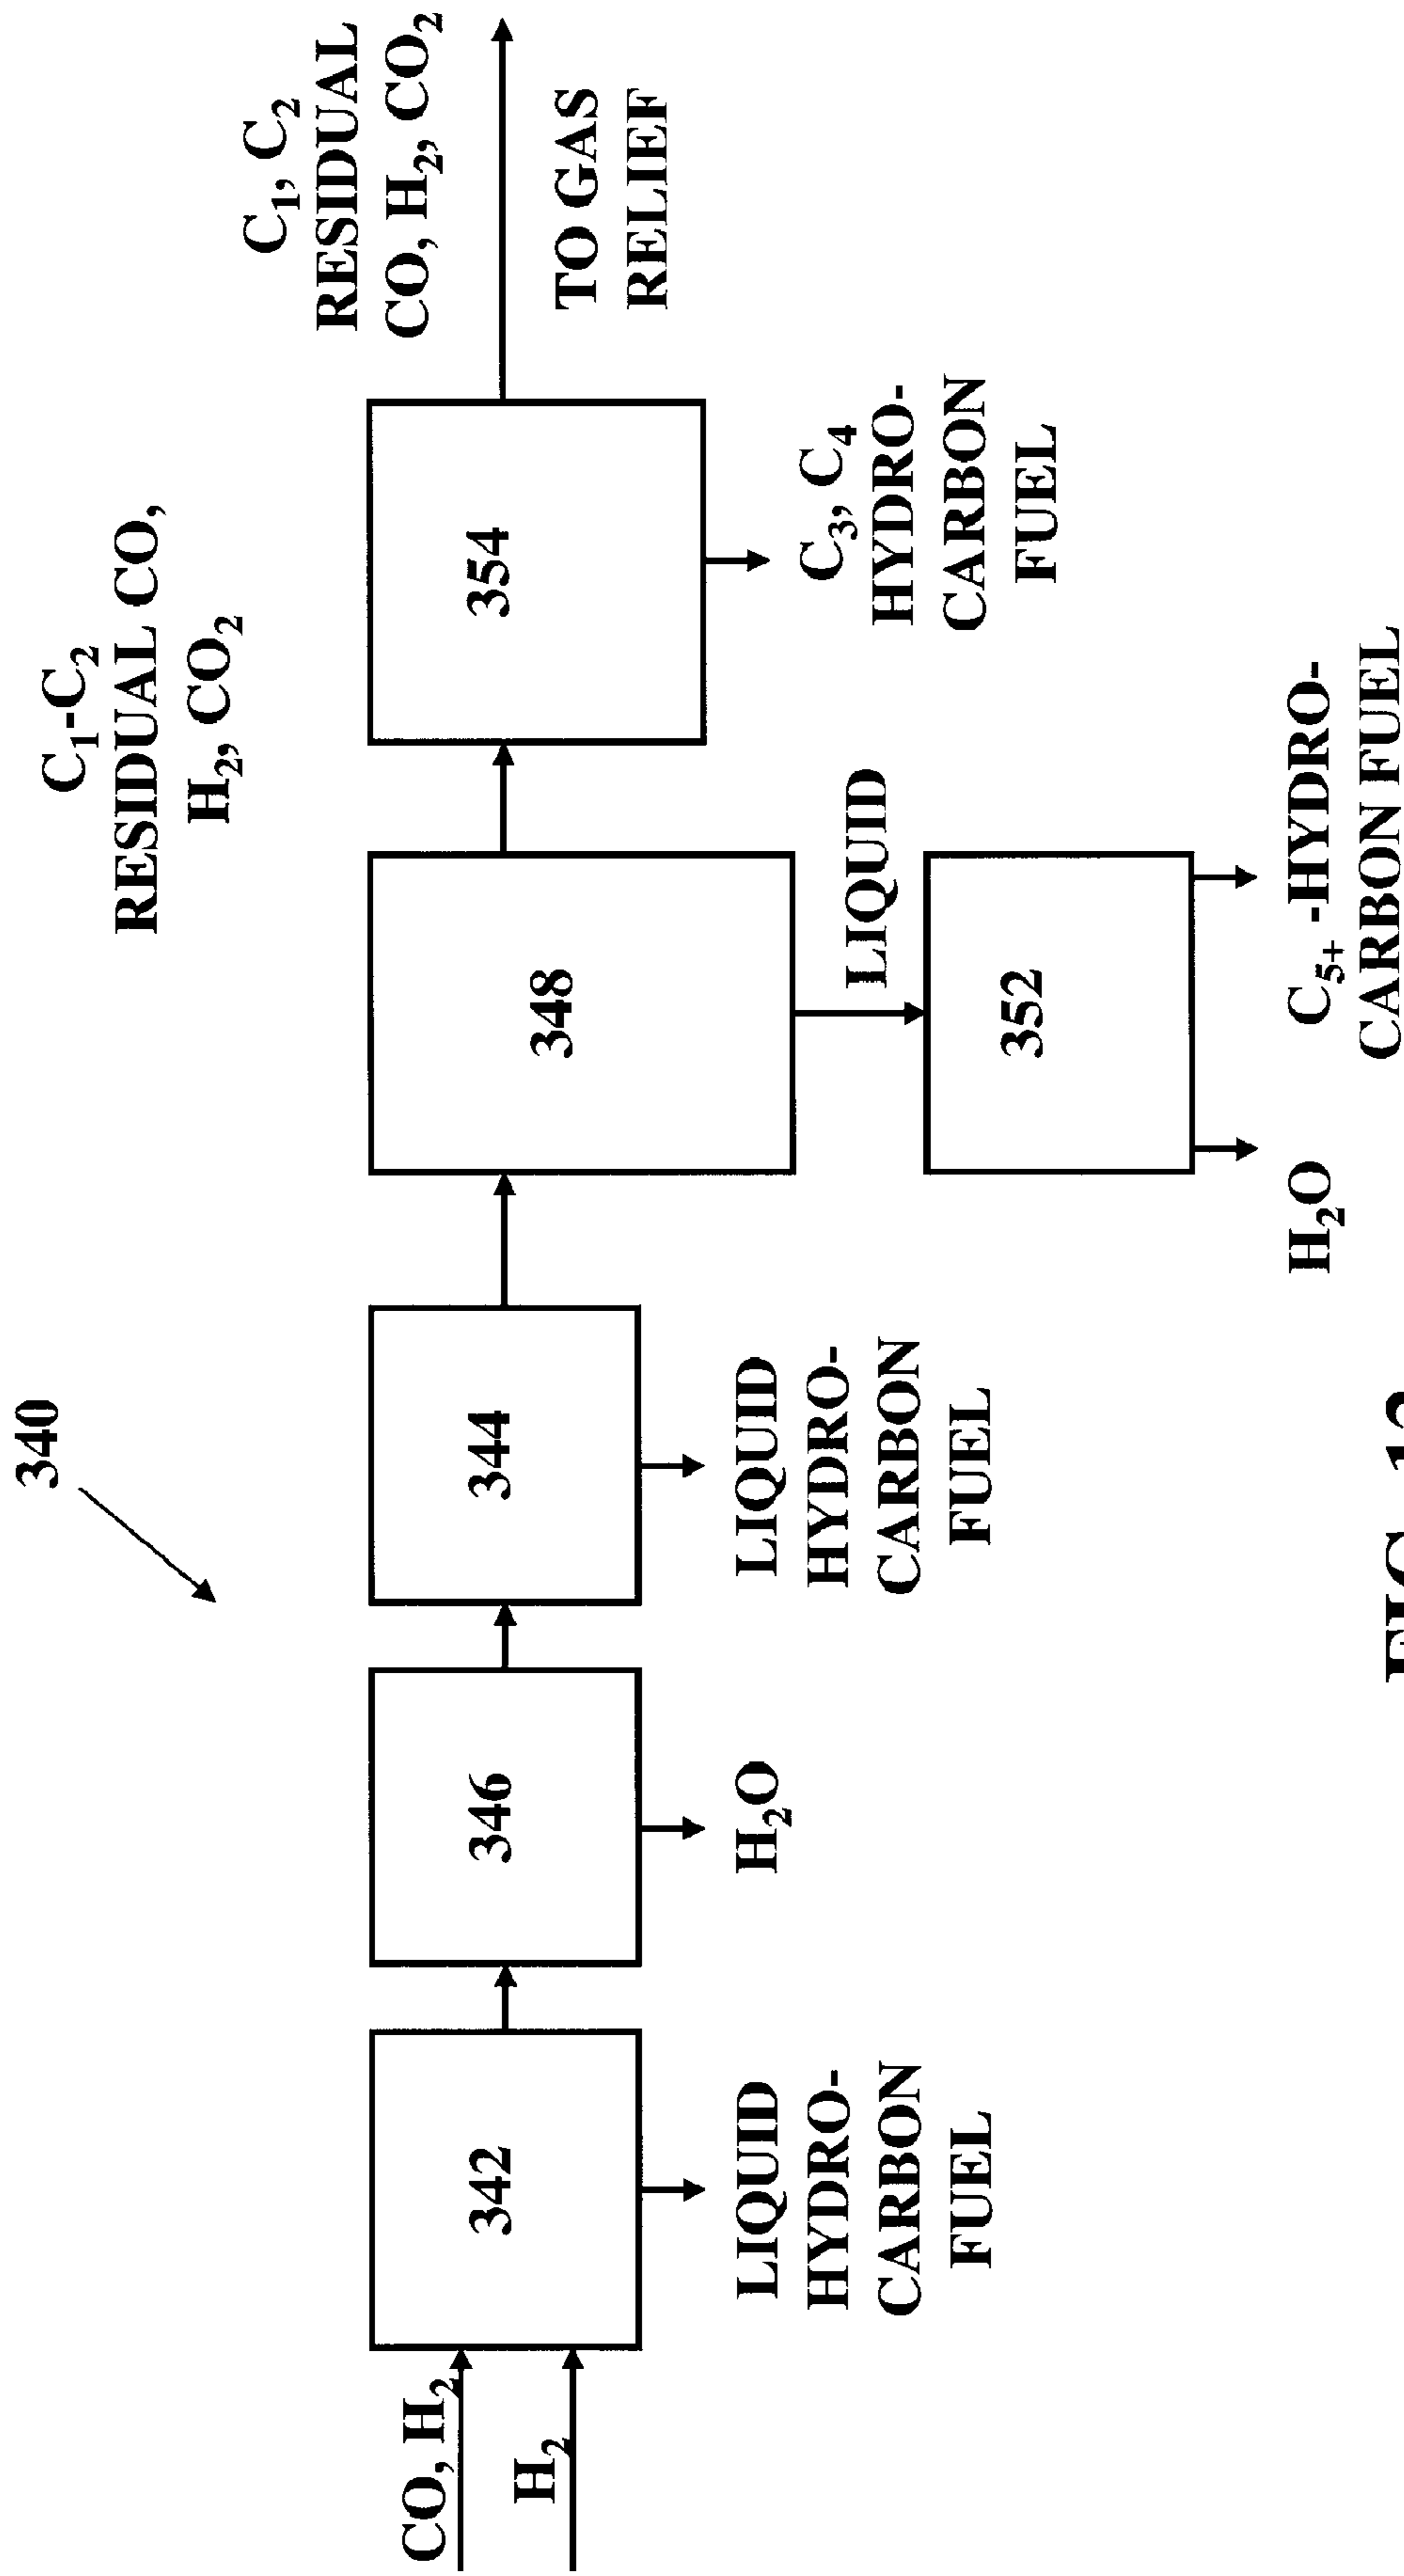 340
CO, H₂
H₂
342
LIQUID
HYDRO-
CARBON
FUEL
346
H₂O
344
LIQUID
HYDRO-
CARBON
FUEL
348
LIQUID
352
H₂O
C₅₊ -HYDRO-
CARBON FUEL
C₁-C₂
RESIDUAL CO,
H₂, CO₂
354
C₃, C₄
HYDRO-
CARBON
FUEL
C₁, C₂
RESIDUAL
CO, H₂, CO₂
TO GAS
RELIEF